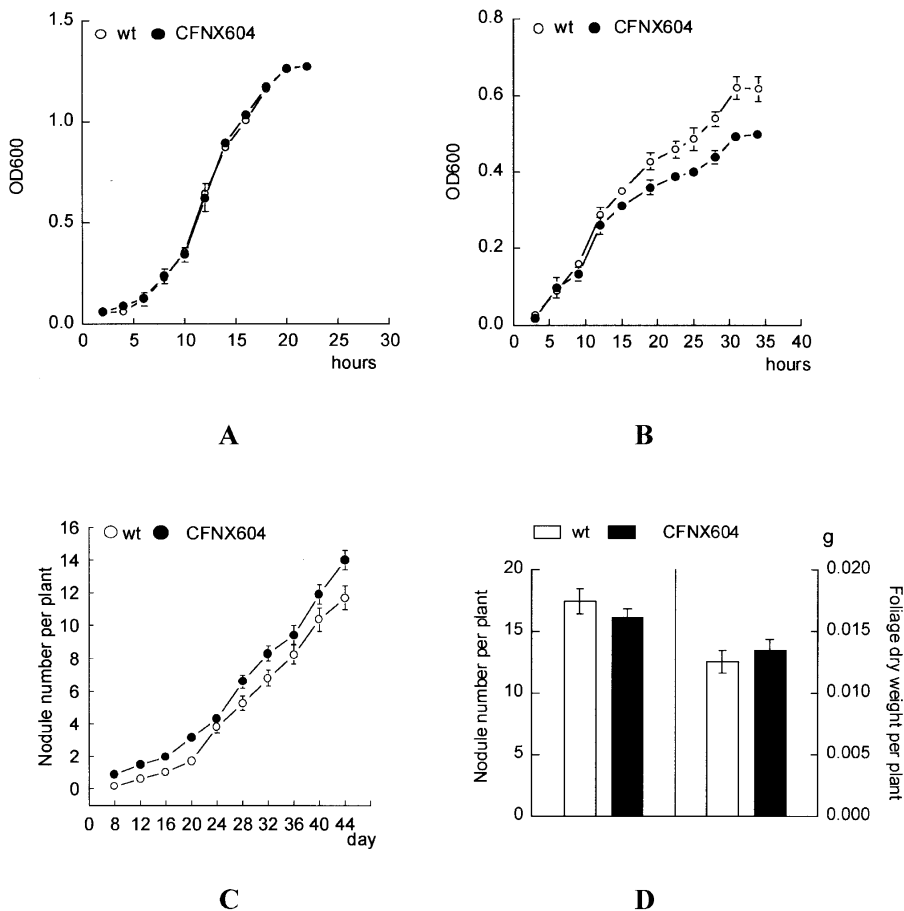 wt CFNX604
1.5
1.0
0.5
0.0
OD600
0 5 10 15 20 25 30
hours
A
wt CFNX604
0.8
0.6
0.4
0.2
0.0
OD600
0 5 10 15 20 25 30 35 40
hours
B
wt CFNX604
16
14
12
10
8
6
4
2
0
Nodule number per plant
0 8 12 16 20 24 28 32 36 40 44
day
C
wt CFNX604
g
20
15
10
5
0
Nodule number per plant
0.020
0.015
0.010
0.005
0.000
Foliage dry weight per plant
D